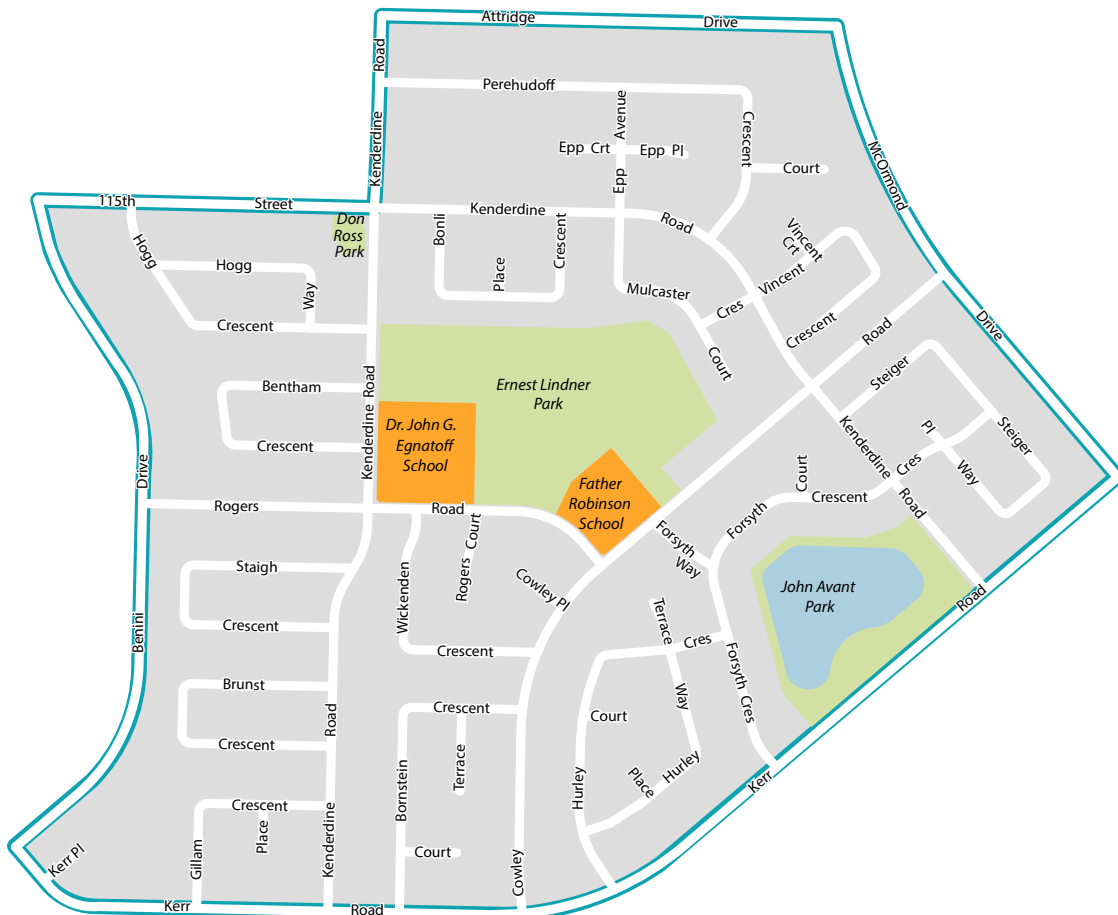 Attridge
Drive
Road
Perehudoff
Avenue
Crescent
Epp Crt
Epp Pl
Court
Kenderdine
Epp
McOrmond
115th
Street
Kenderdine
Road
Don
Ross
Park
Bonli
Crescent
Place
Vincent
Crt
Vincent
Hogg
Hogg
Way
Mulcaster
Cres
Crescent
Crescent
Court
Road
Drive
Ernest Lindner
Park
Steiger
Bentham
Kenderdine Road
Crescent
Dr. John G.
Egnatoff
School
Kenderdine
Steiger
Pl
Cres
Way
Drive
Court
Crescent
Road
Rogers
Road
Father
Robinson
School
Forsyth
Forsyth
Way
Rogers Court
Staigh
Cowley Pl
John Avant
Park
Road
Wickenden
Terrace
Crescent
Cres
Benini
Crescent
Forsyth Cres
Brunst
Way
Road
Crescent
Court
Crescent
Terrace
Hurley
Place
Kerr
Hurley
Bornstein
Crescent
Place
Kenderdine
Gillam
Court
Kerr Pl
Cowley
Kerr
Road